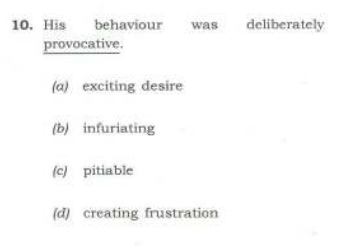 10. His behaviour was deliberately
provocative.
(a) exciting desire
(b) infuriating
(c) pitiable
(d) creating frustration